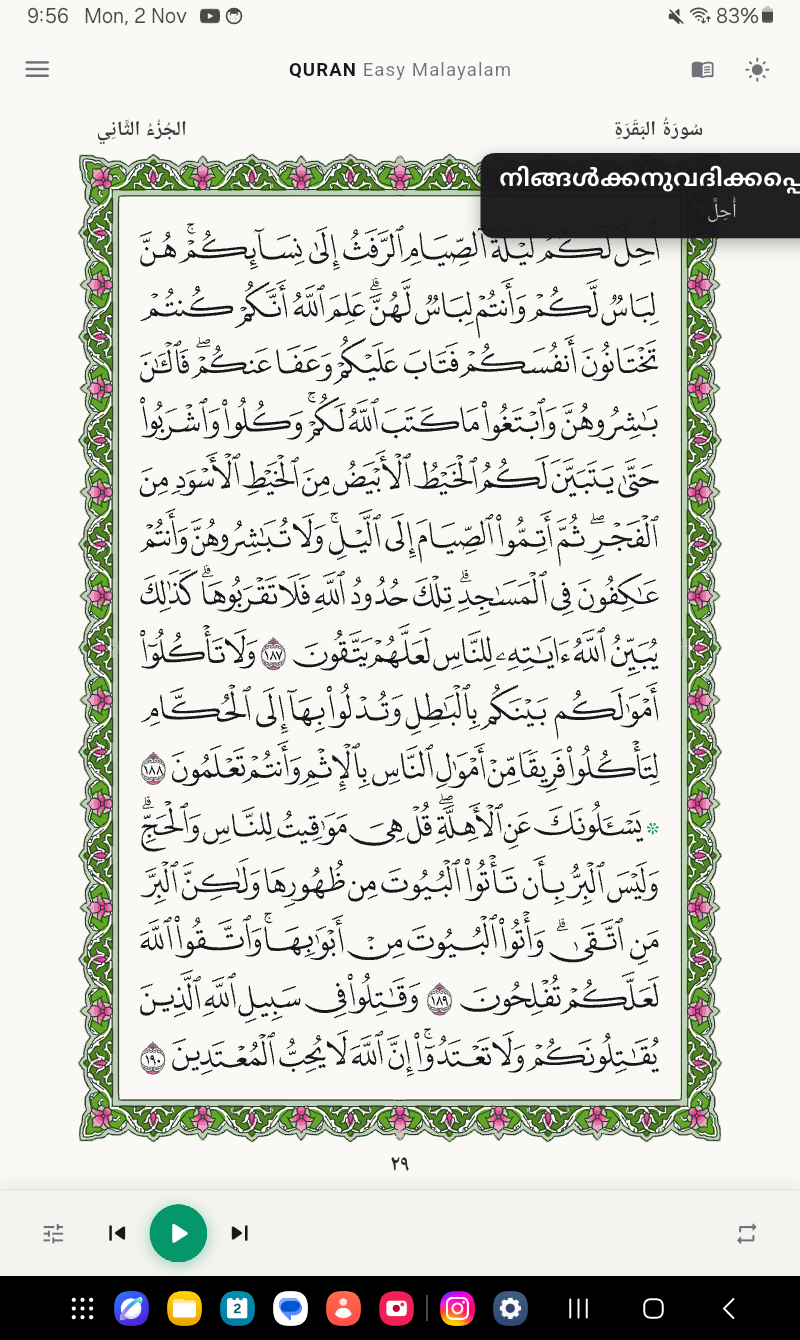 9:56 Mon, 2 Nov 83%
QURAN Easy Malayalam
الجُزْءُ الثَّانِي سُورَةُ البَقَرَةِ
നിങ്ങൾക്കനുവദിക്കപ്പെ
أُحِلَّ
أُحِلَّ لَكُمْ لَيْلَةَ ٱلصِّيَامِ ٱلرَّفَثُ إِلَىٰ نِسَآئِكُمْ ۚ هُنَّ
لِبَاسٌ لَّكُمْ وَأَنتُمْ لِبَاسٌ لَّهُنَّ ۗ عَلِمَ ٱللَّهُ أَنَّكُمْ كُنتُمْ
تَخْتَانُونَ أَنفُسَكُمْ فَتَابَ عَلَيْكُمْ وَعَفَا عَنكُمْ ۖ فَٱلْـَٰٔنَ
بَـٰشِرُوهُنَّ وَٱبْتَغُوا۟ مَا كَتَبَ ٱللَّهُ لَكُمْ ۚ وَكُلُوا۟ وَٱشْرَبُوا۟
حَتَّىٰ يَتَبَيَّنَ لَكُمُ ٱلْخَيْطُ ٱلْأَبْيَضُ مِنَ ٱلْخَيْطِ ٱلْأَسْوَدِ مِنَ
ٱلْفَجْرِ ۖ ثُمَّ أَتِمُّوا۟ ٱلصِّيَامَ إِلَى ٱلَّيْلِ ۚ وَلَا تُبَـٰشِرُوهُنَّ وَأَنتُمْ
عَـٰكِفُونَ فِى ٱلْمَسَـٰجِدِ ۗ تِلْكَ حُدُودُ ٱللَّهِ فَلَا تَقْرَبُوهَا ۗ كَذَٰلِكَ
يُبَيِّنُ ٱللَّهُ ءَايَـٰتِهِۦ لِلنَّاسِ لَعَلَّهُمْ يَتَّقُونَ ١٨٧ وَلَا تَأْكُلُوٓا۟
أَمْوَٰلَكُم بَيْنَكُم بِٱلْبَـٰطِلِ وَتُدْلُوا۟ بِهَآ إِلَى ٱلْحُكَّامِ
لِتَأْكُلُوا۟ فَرِيقًا مِّنْ أَمْوَٰلِ ٱلنَّاسِ بِٱلْإِثْمِ وَأَنتُمْ تَعْلَمُونَ ١٨٨
يَسْـَٔلُونَكَ عَنِ ٱلْأَهِلَّةِ ۖ قُلْ هِىَ مَوَٰقِيتُ لِلنَّاسِ وَٱلْحَجِّ ۗ
وَلَيْسَ ٱلْبِرُّ بِأَن تَأْتُوا۟ ٱلْبُيُوتَ مِن ظُهُورِهَا وَلَـٰكِنَّ ٱلْبِرَّ
مَنِ ٱتَّقَىٰ ۗ وَأْتُوا۟ ٱلْبُيُوتَ مِنْ أَبْوَٰبِهَا ۚ وَٱتَّقُوا۟ ٱللَّهَ
لَعَلَّكُمْ تُفْلِحُونَ ١٨٩ وَقَـٰتِلُوا۟ فِى سَبِيلِ ٱللَّهِ ٱلَّذِينَ
يُقَـٰتِلُونَكُمْ وَلَا تَعْتَدُوٓا۟ ۚ إِنَّ ٱللَّهَ لَا يُحِبُّ ٱلْمُعْتَدِينَ ١٩٠
٢٩
2